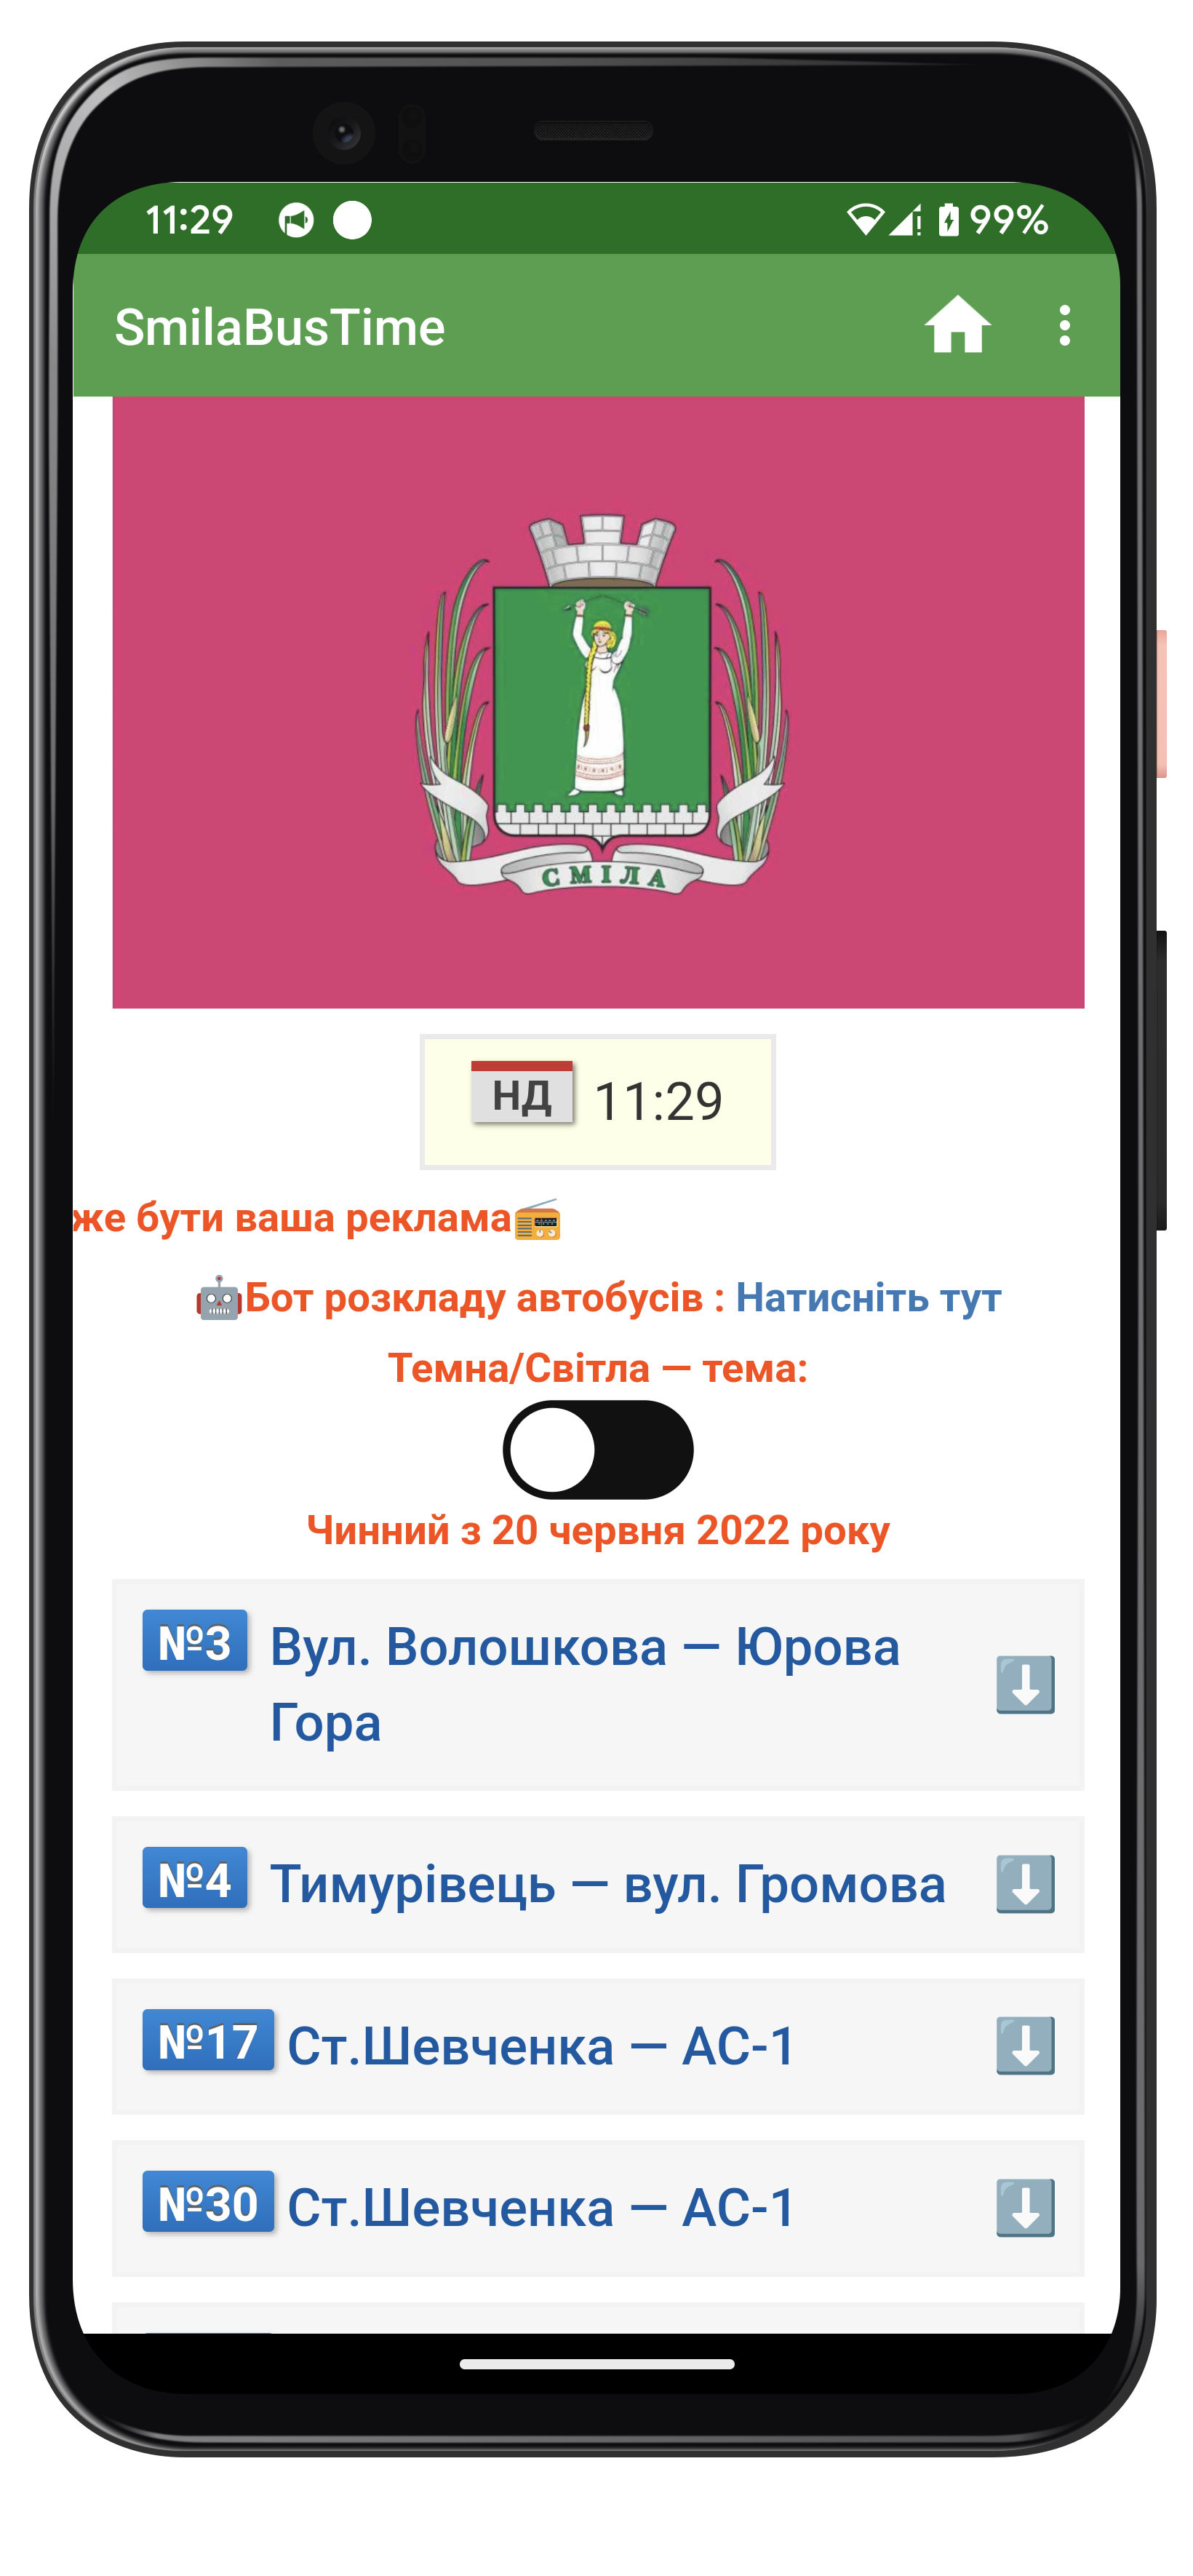 11:29 99%
SmilaBusTime
СМІЛА
НД 11:29
же бути ваша реклама📻
🤖Бот розкладу автобусів : Натисніть тут
Темна/Світла — тема:
Чинний з 20 червня 2022 року
№3 Вул. Волошкова — Юрова
Гора
№4 Тимурівець — вул. Громова
№17 Ст.Шевченка — АС-1
№30 Ст.Шевченка — АС-1